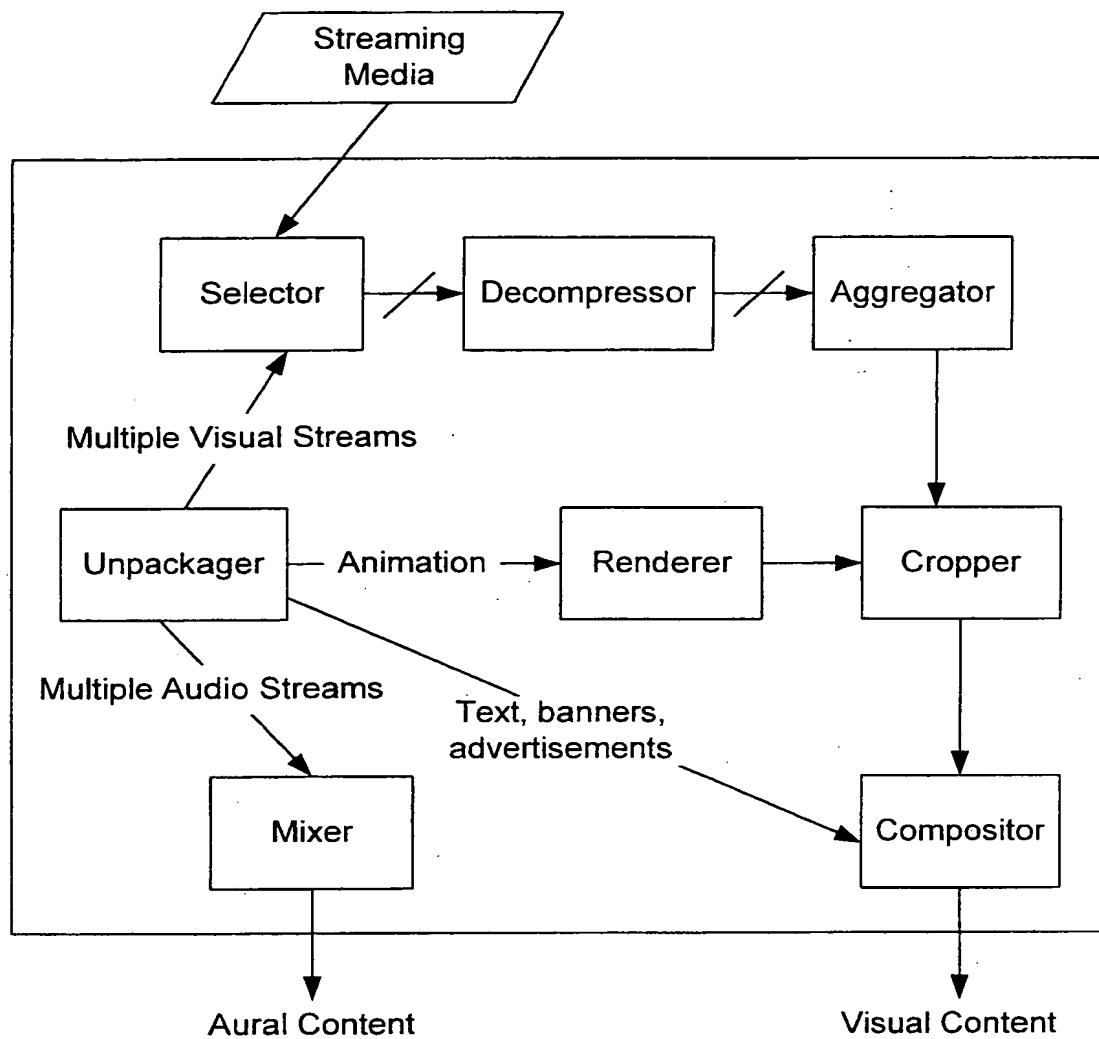 Streaming
Media
Selector
Decompressor
Aggregator
Multiple Visual Streams
Unpackager
Animation
Renderer
Cropper
Multiple Audio Streams
Text, banners,
advertisements
Mixer
Compositor
Aural Content
Visual Content